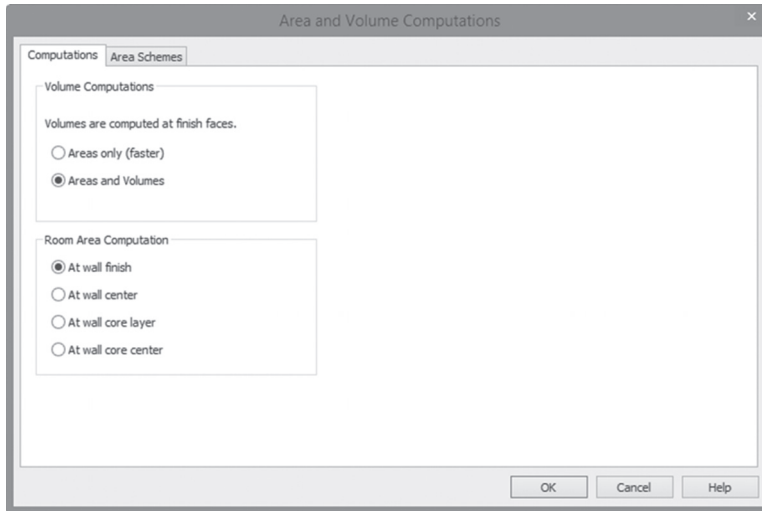 Area and Volume Computations
Computations
Area Schemes
Volume Computations
Volumes are computed at finish faces.
Areas only (faster)
Areas and Volumes
Room Area Computation
At wall finish
At wall center
At wall core layer
At wall core center
OK
Cancel
Help